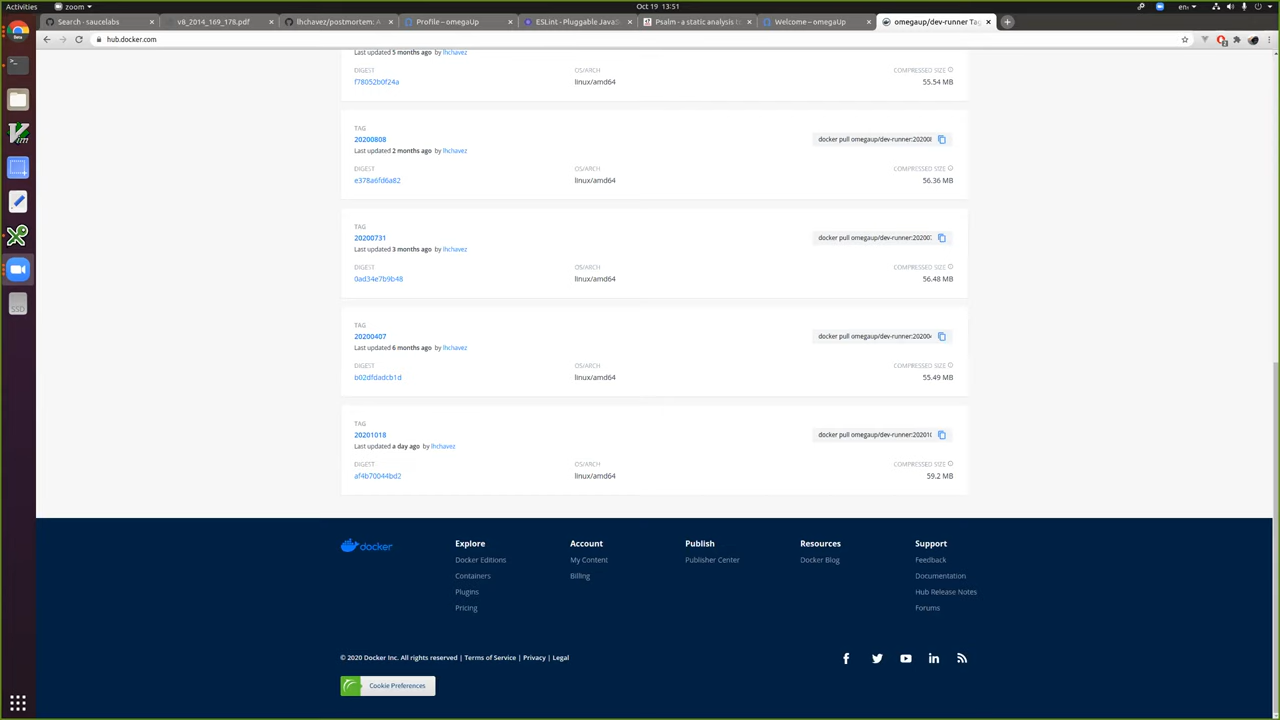 Activities
zoom
Oct 19 13:51
en
Search - saucelabs
V8_2014_169_178.pdf
lhchavez/postmortem: A
Profile – omegaUp
ESLint - Pluggable JavaS
Psalm - a static analysis to
Welcome – omegaUp
omegaup/dev-runner Tag
hub.docker.com
Last updated 5 months ago by lhchavez
DIGEST
OS/ARCH
COMPRESSED SIZE
f78052b0f24a
linux/amd64
55.54 MB
TAG
20200808
docker pull omegaup/dev-runner:202008
Last updated 2 months ago by lhchavez
DIGEST
OS/ARCH
COMPRESSED SIZE
e378a6fd6a82
linux/amd64
56.36 MB
TAG
20200731
docker pull omegaup/dev-runner:20200
Last updated 3 months ago by lhchavez
DIGEST
OS/ARCH
COMPRESSED SIZE
0ad34e7b9b48
linux/amd64
56.48 MB
TAG
20200407
docker pull omegaup/dev-runner:202004
Last updated 6 months ago by lhchavez
DIGEST
OS/ARCH
COMPRESSED SIZE
b02dfdadcb1d
linux/amd64
55.49 MB
TAG
20201018
docker pull omegaup/dev-runner:202010
Last updated a day ago by lhchavez
DIGEST
OS/ARCH
COMPRESSED SIZE
af4b70044bd2
linux/amd64
59.2 MB
docker
Explore
Docker Editions
Containers
Plugins
Pricing
Account
My Content
Billing
Publish
Publisher Center
Resources
Docker Blog
Support
Feedback
Documentation
Hub Release Notes
Forums
© 2020 Docker Inc. All rights reserved | Terms of Service | Privacy | Legal
Cookie Preferences
SSD